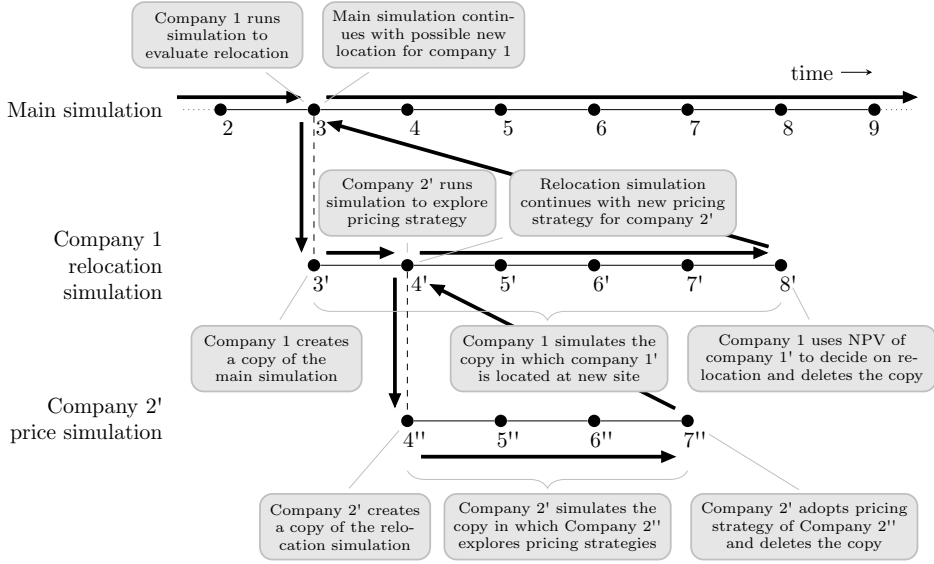 Company 1 runs
simulation to
evaluate relocation
Main simulation contin-
ues with possible new
location for company 1
time →
Main simulation
2 3 4 5 6 7 8 9
Company 2' runs
simulation to explore
pricing strategy
Relocation simulation
continues with new pricing
strategy for company 2'
Company 1
relocation
simulation
3' 4' 5' 6' 7' 8'
Company 1 creates
a copy of the
main simulation
Company 1 simulates the
copy in which company 1'
is located at new site
Company 1 uses NPV of
company 1' to decide on re-
location and deletes the copy
Company 2'
price simulation
4'' 5'' 6'' 7''
Company 2' creates
a copy of the relo-
cation simulation
Company 2' simulates the
copy in which Company 2''
explores pricing strategies
Company 2' adopts pricing
strategy of Company 2''
and deletes the copy